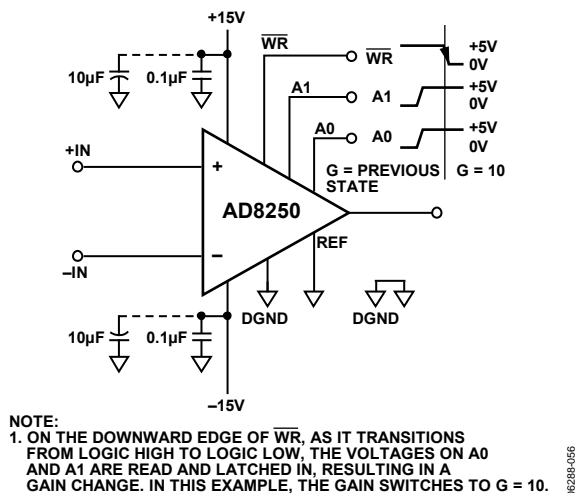 +15V
W̅R̅
10µF
0.1µF
W̅R̅
+5V
0V
A1
A1
+5V
0V
A0
A0
+5V
0V
G = PREVIOUS STATE
G = 10
+IN
+
AD8250
REF
–IN
–
DGND
DGND
10µF
0.1µF
–15V
NOTE:
1. ON THE DOWNWARD EDGE OF W̅R̅, AS IT TRANSITIONS
FROM LOGIC HIGH TO LOGIC LOW, THE VOLTAGES ON A0
AND A1 ARE READ AND LATCHED IN, RESULTING IN A
GAIN CHANGE. IN THIS EXAMPLE, THE GAIN SWITCHES TO G = 10.